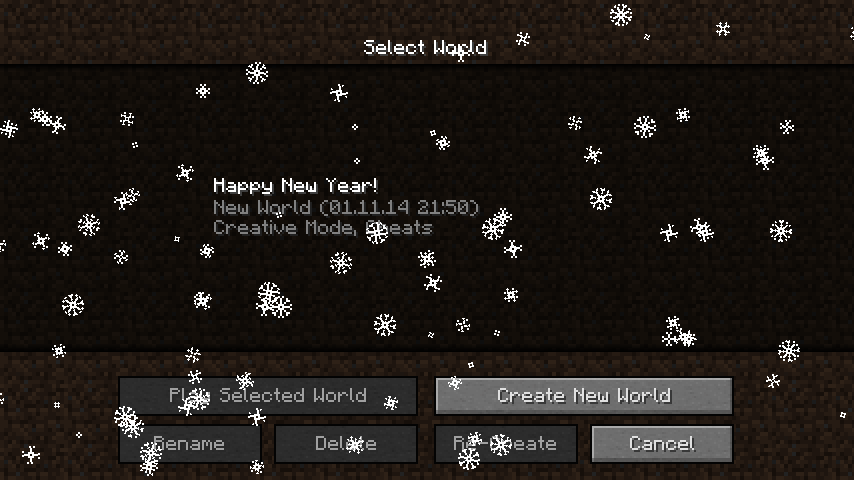 Select World
Happy New Year!
New World (01.11.14 21:50)
Creative Mode, Cheats
Play Selected World
Create New World
Rename
Delete
Re-Create
Cancel